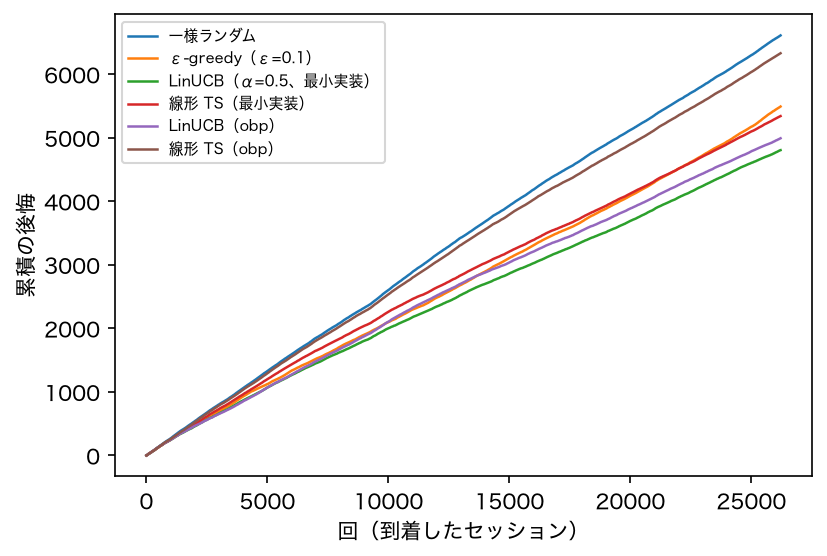 一様ランダム
ε-greedy（ε=0.1）
LinUCB（α=0.5、最小実装）
線形 TS（最小実装）
LinUCB（obp）
線形 TS（obp）
累積の後悔
6000
5000
4000
3000
2000
1000
0
0 5000 10000 15000 20000 25000
回（到着したセッション）